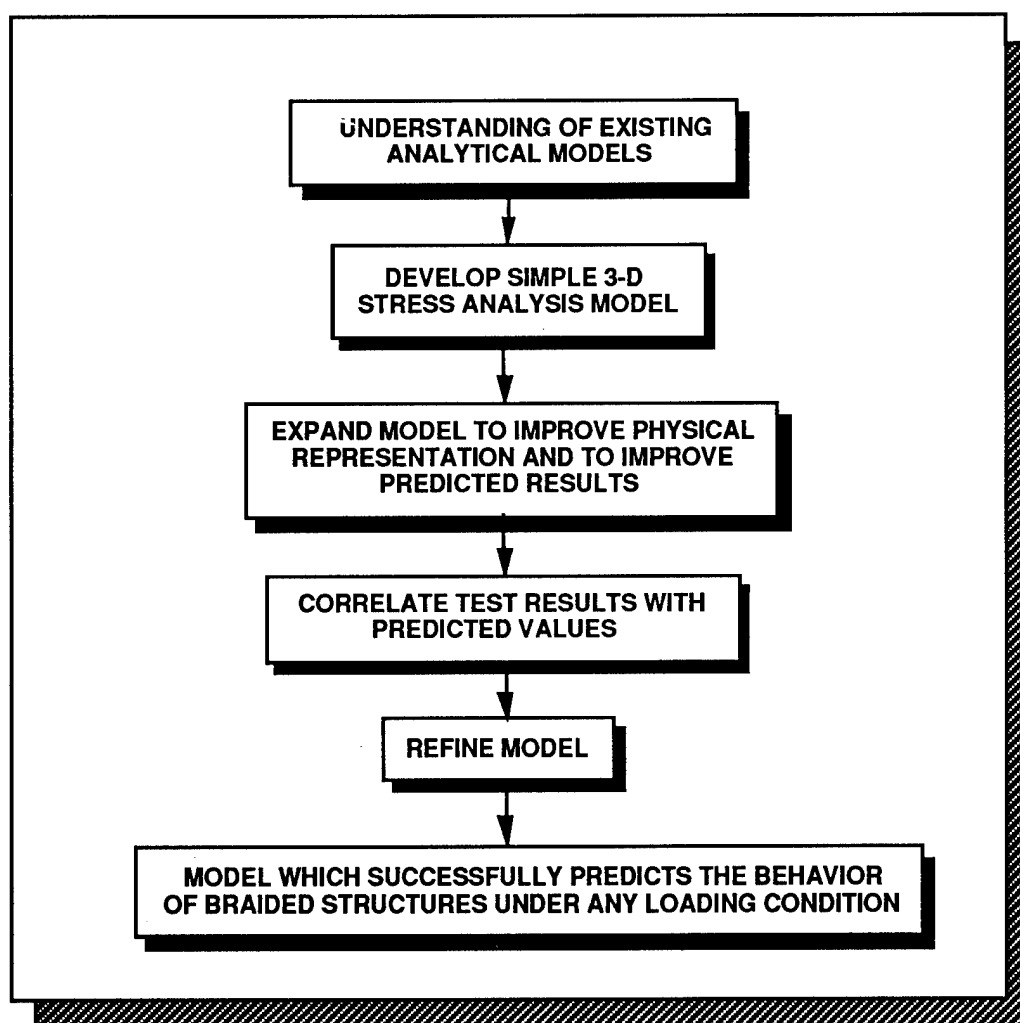 UNDERSTANDING OF EXISTING
ANALYTICAL MODELS
DEVELOP SIMPLE 3-D
STRESS ANALYSIS MODEL
EXPAND MODEL TO IMPROVE PHYSICAL
REPRESENTATION AND TO IMPROVE
PREDICTED RESULTS
CORRELATE TEST RESULTS WITH
PREDICTED VALUES
REFINE MODEL
MODEL WHICH SUCCESSFULLY PREDICTS THE BEHAVIOR
OF BRAIDED STRUCTURES UNDER ANY LOADING CONDITION